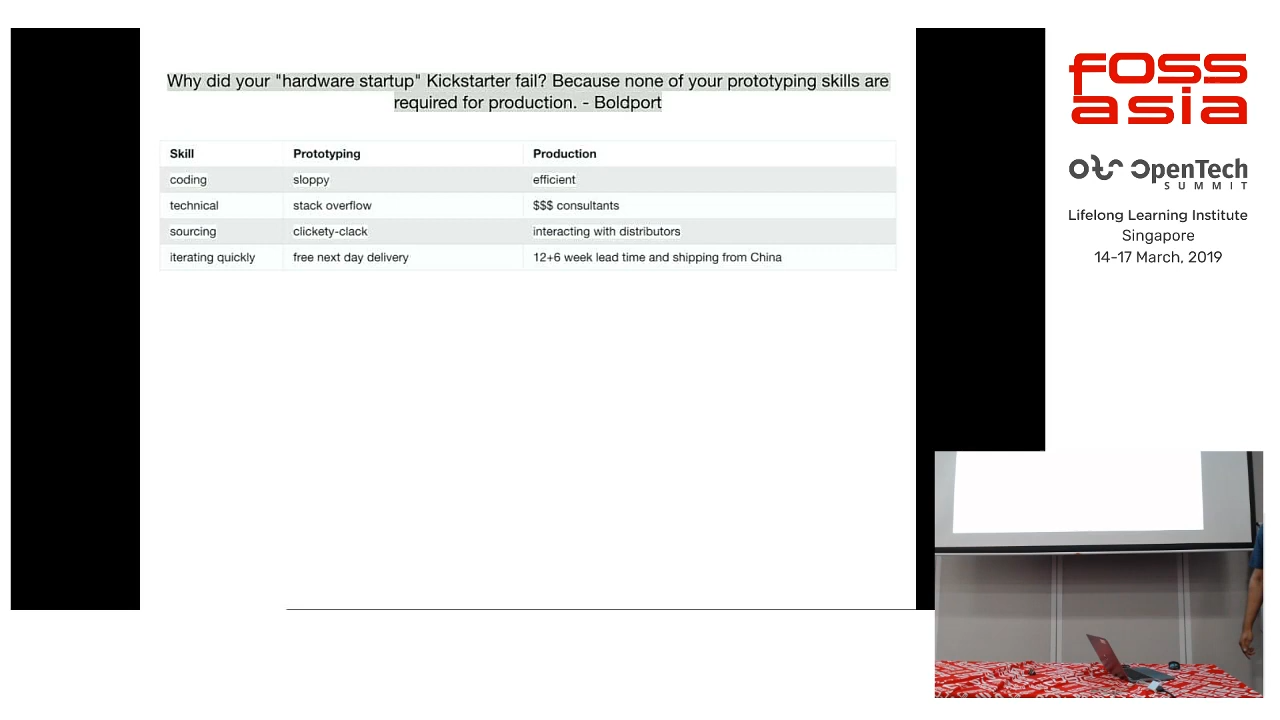 Why did your "hardware startup" Kickstarter fail? Because none of your prototyping skills are
required for production. - Boldport
Skill Prototyping Production
coding sloppy efficient
technical stack overflow $$$ consultants
sourcing clickety-clack interacting with distributors
iterating quickly free next day delivery 12+6 week lead time and shipping from China
FOSS
asia
OpenTech
SUMMIT
Lifelong Learning Institute
Singapore
14-17 March, 2019